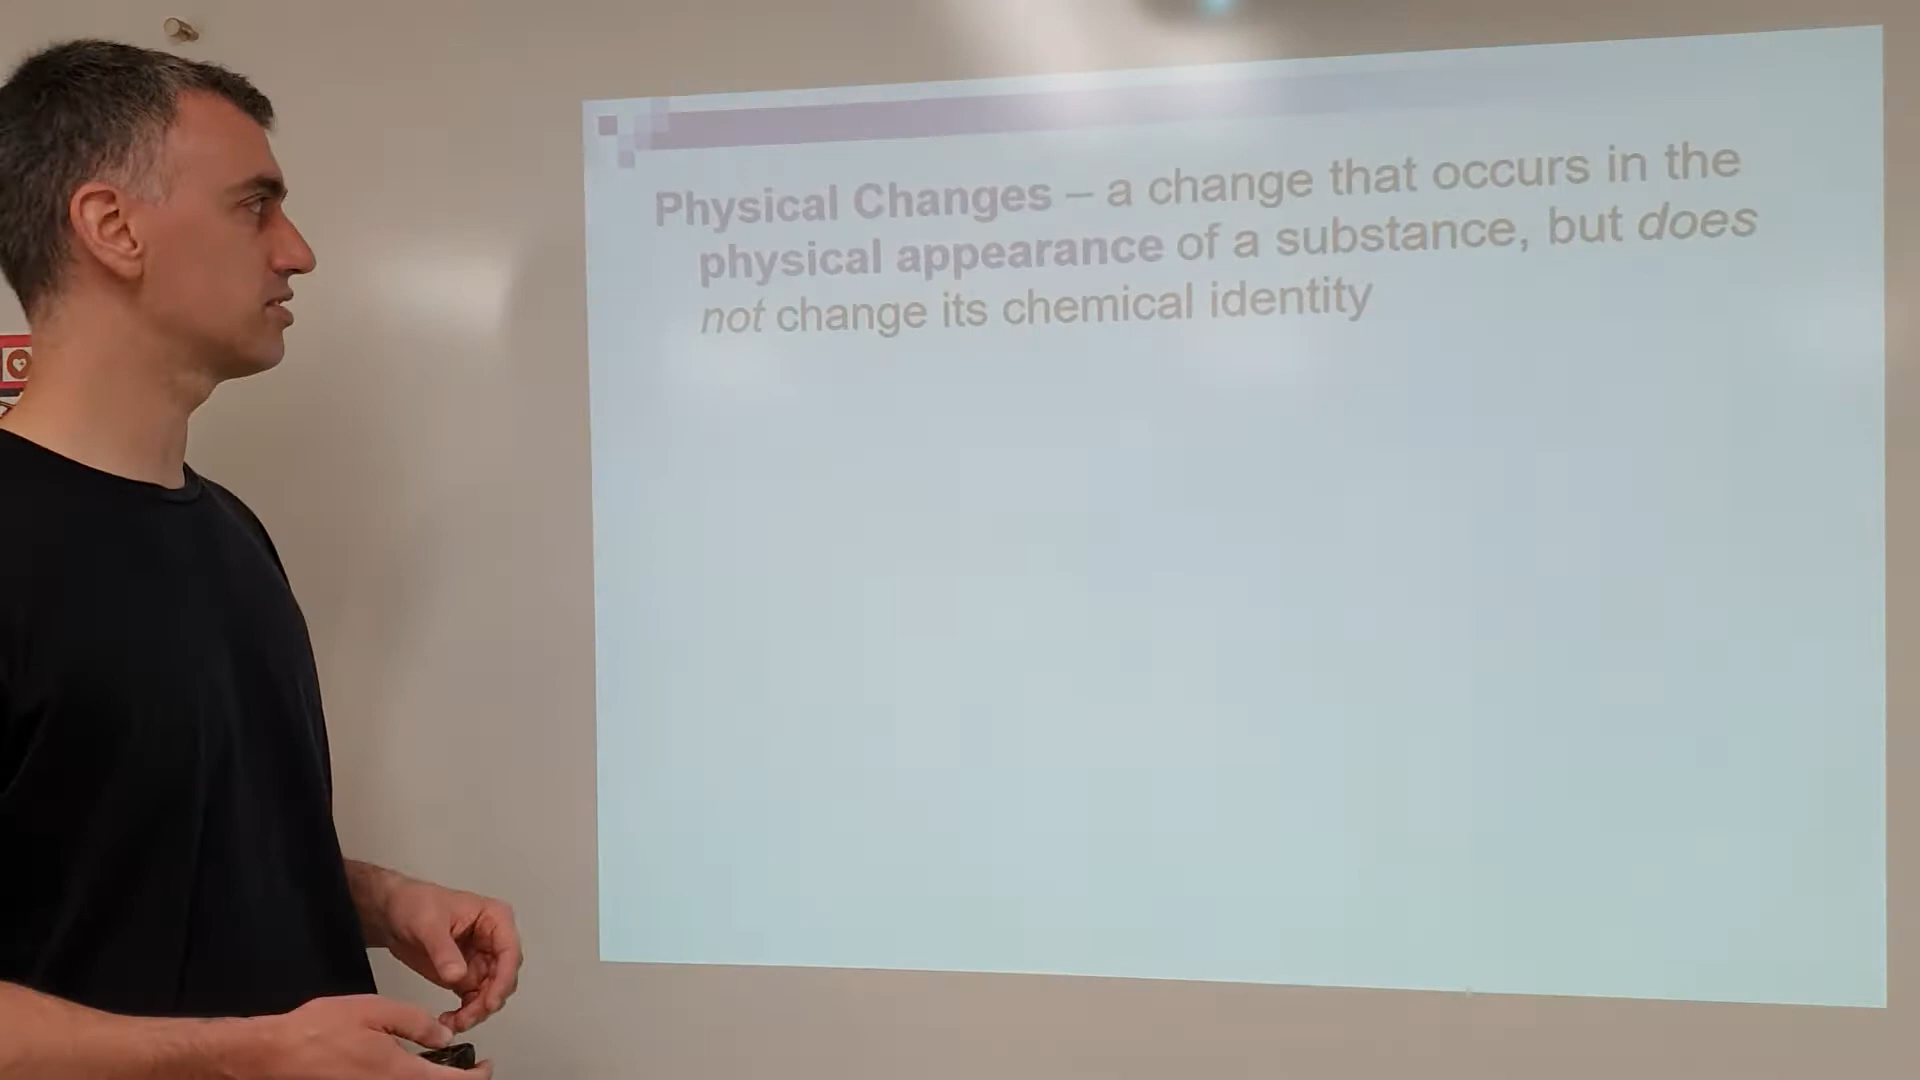 Physical Changes – a change that occurs in the
physical appearance of a substance, but does
not change its chemical identity